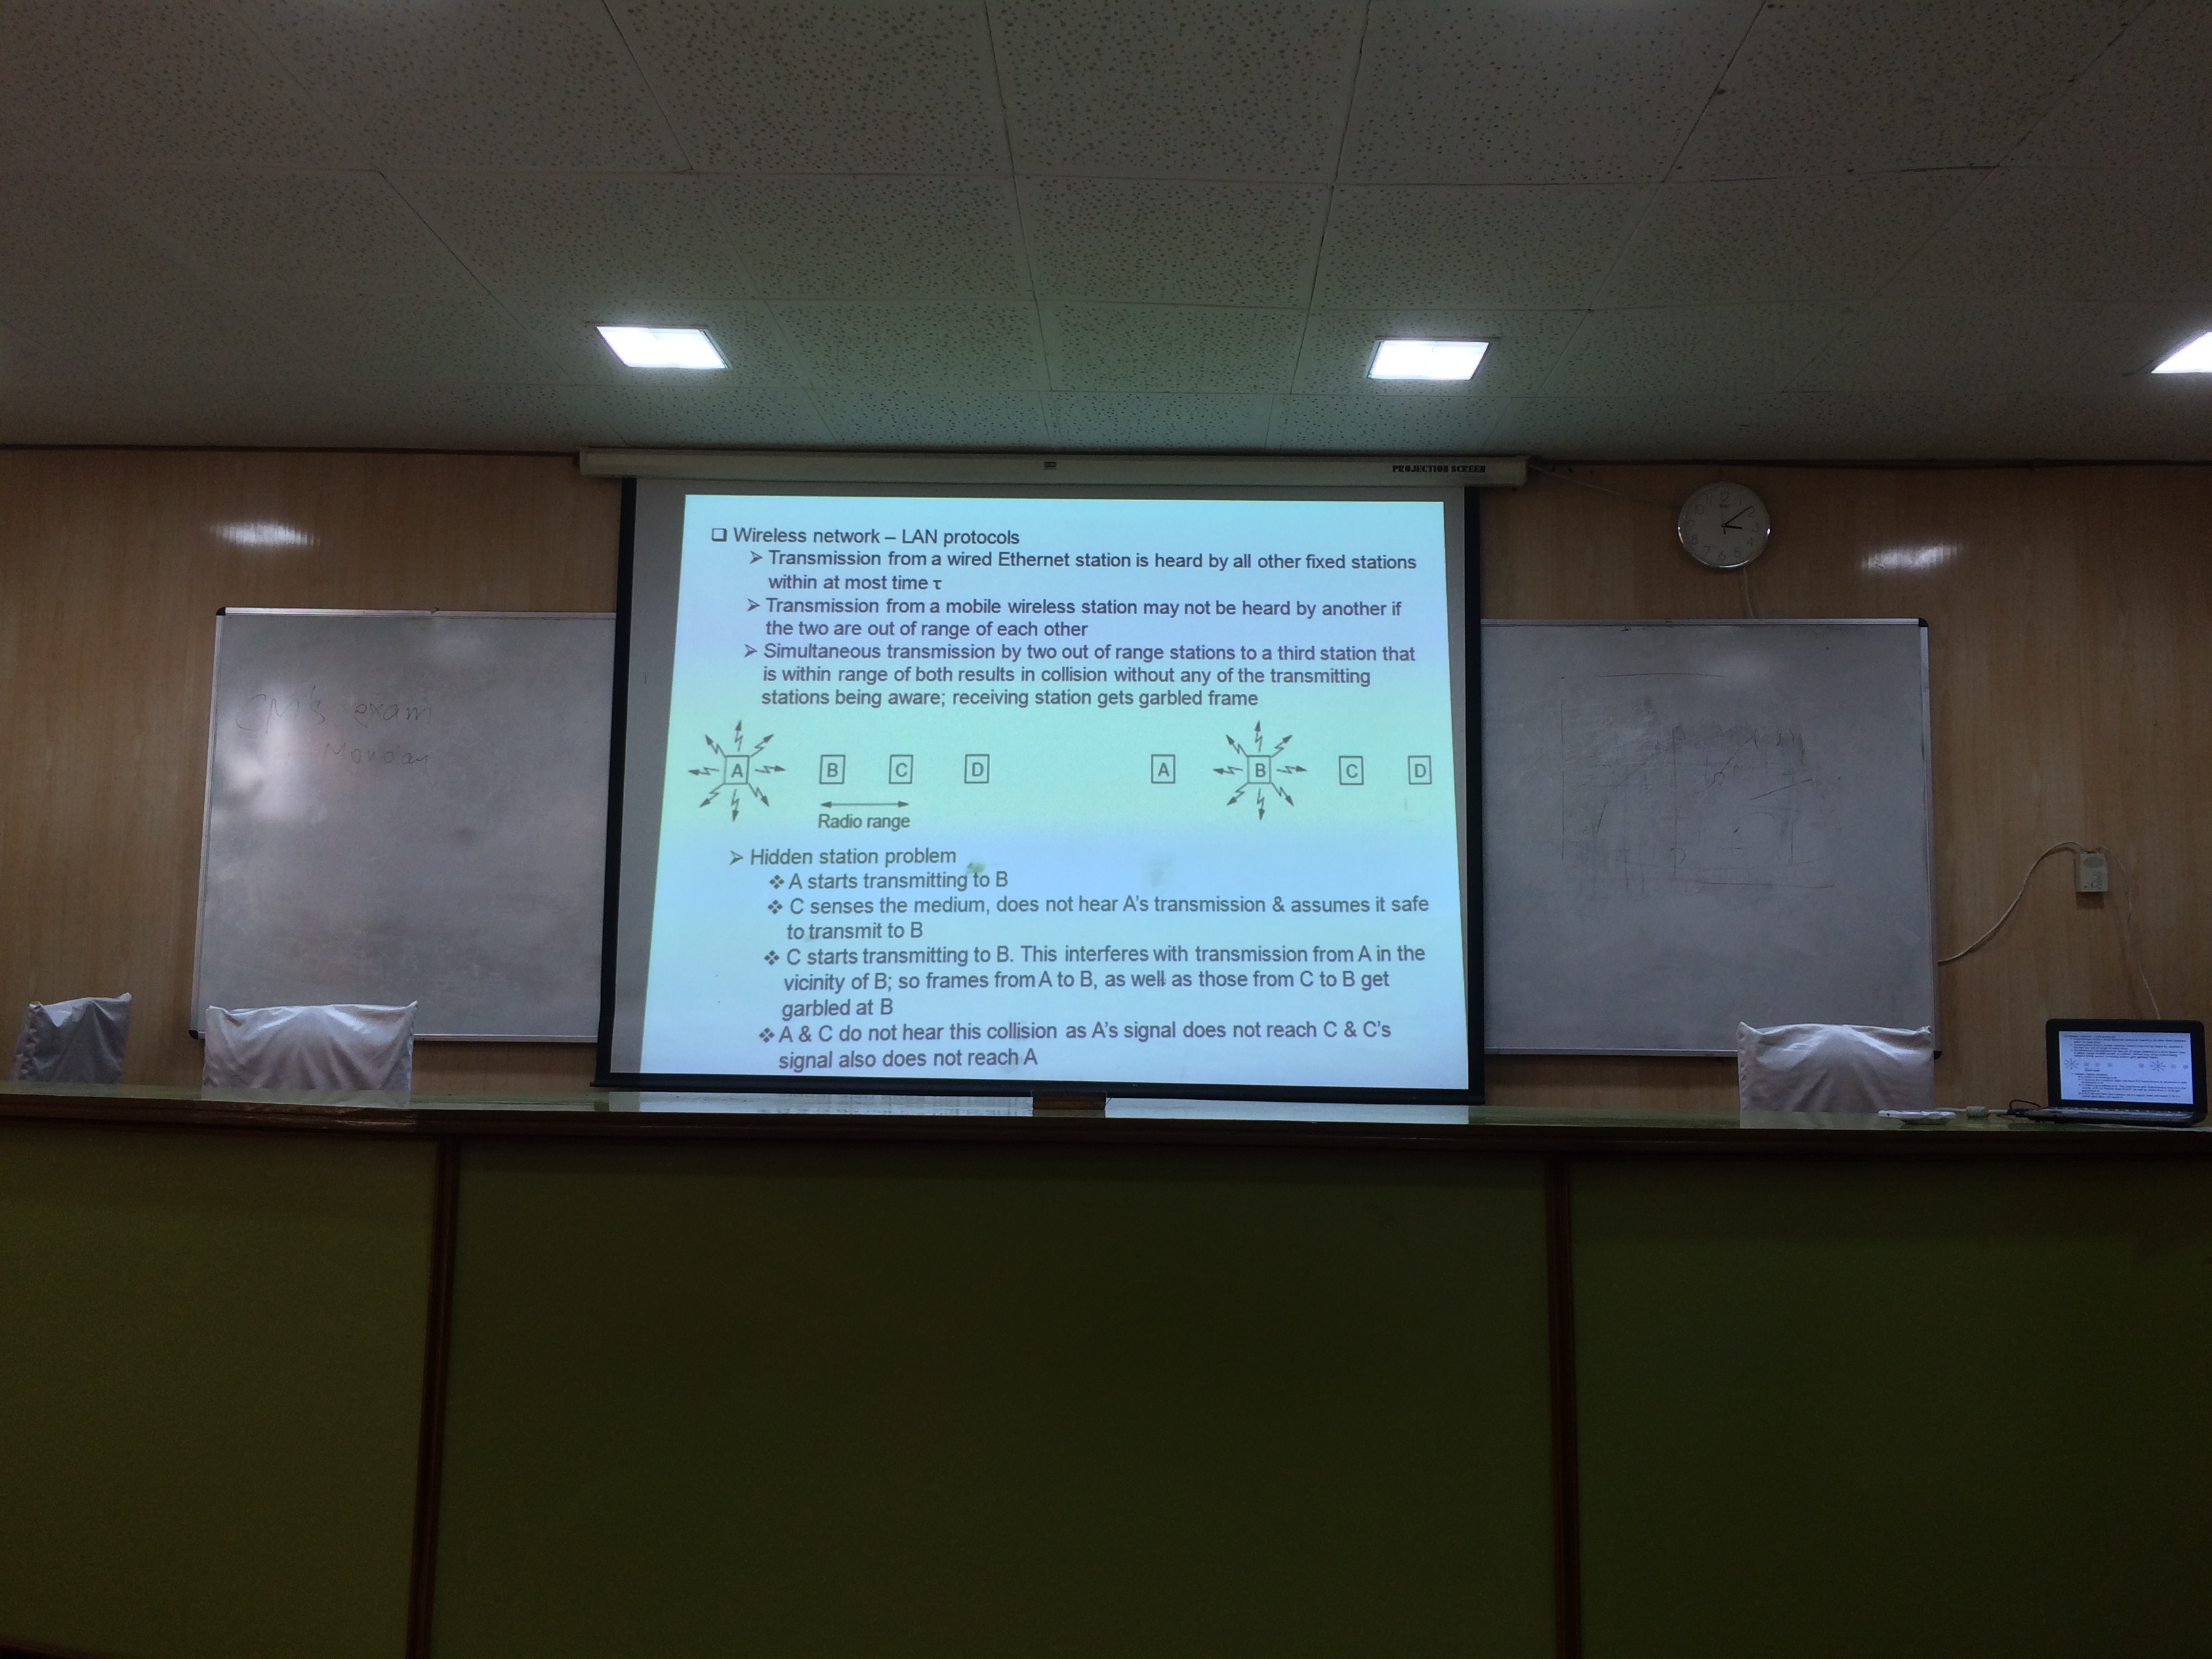 PROJECTION SCREEN
❑ Wireless network – LAN protocols
➢ Transmission from a wired Ethernet station is heard by all other fixed stations
within at most time τ
➢ Transmission from a mobile wireless station may not be heard by another if
the two are out of range of each other
➢ Simultaneous transmission by two out of range stations to a third station that
is within range of both results in collision without any of the transmitting
stations being aware; receiving station gets garbled frame
A B C D A B C D
Radio range
➢ Hidden station problem
❖ A starts transmitting to B
❖ C senses the medium, does not hear A's transmission & assumes it safe
to transmit to B
❖ C starts transmitting to B. This interferes with transmission from A in the
vicinity of B; so frames from A to B, as well as those from C to B get
garbled at B
❖ A & C do not hear this collision as A's signal does not reach C & C's
signal also does not reach A
exam
Monday